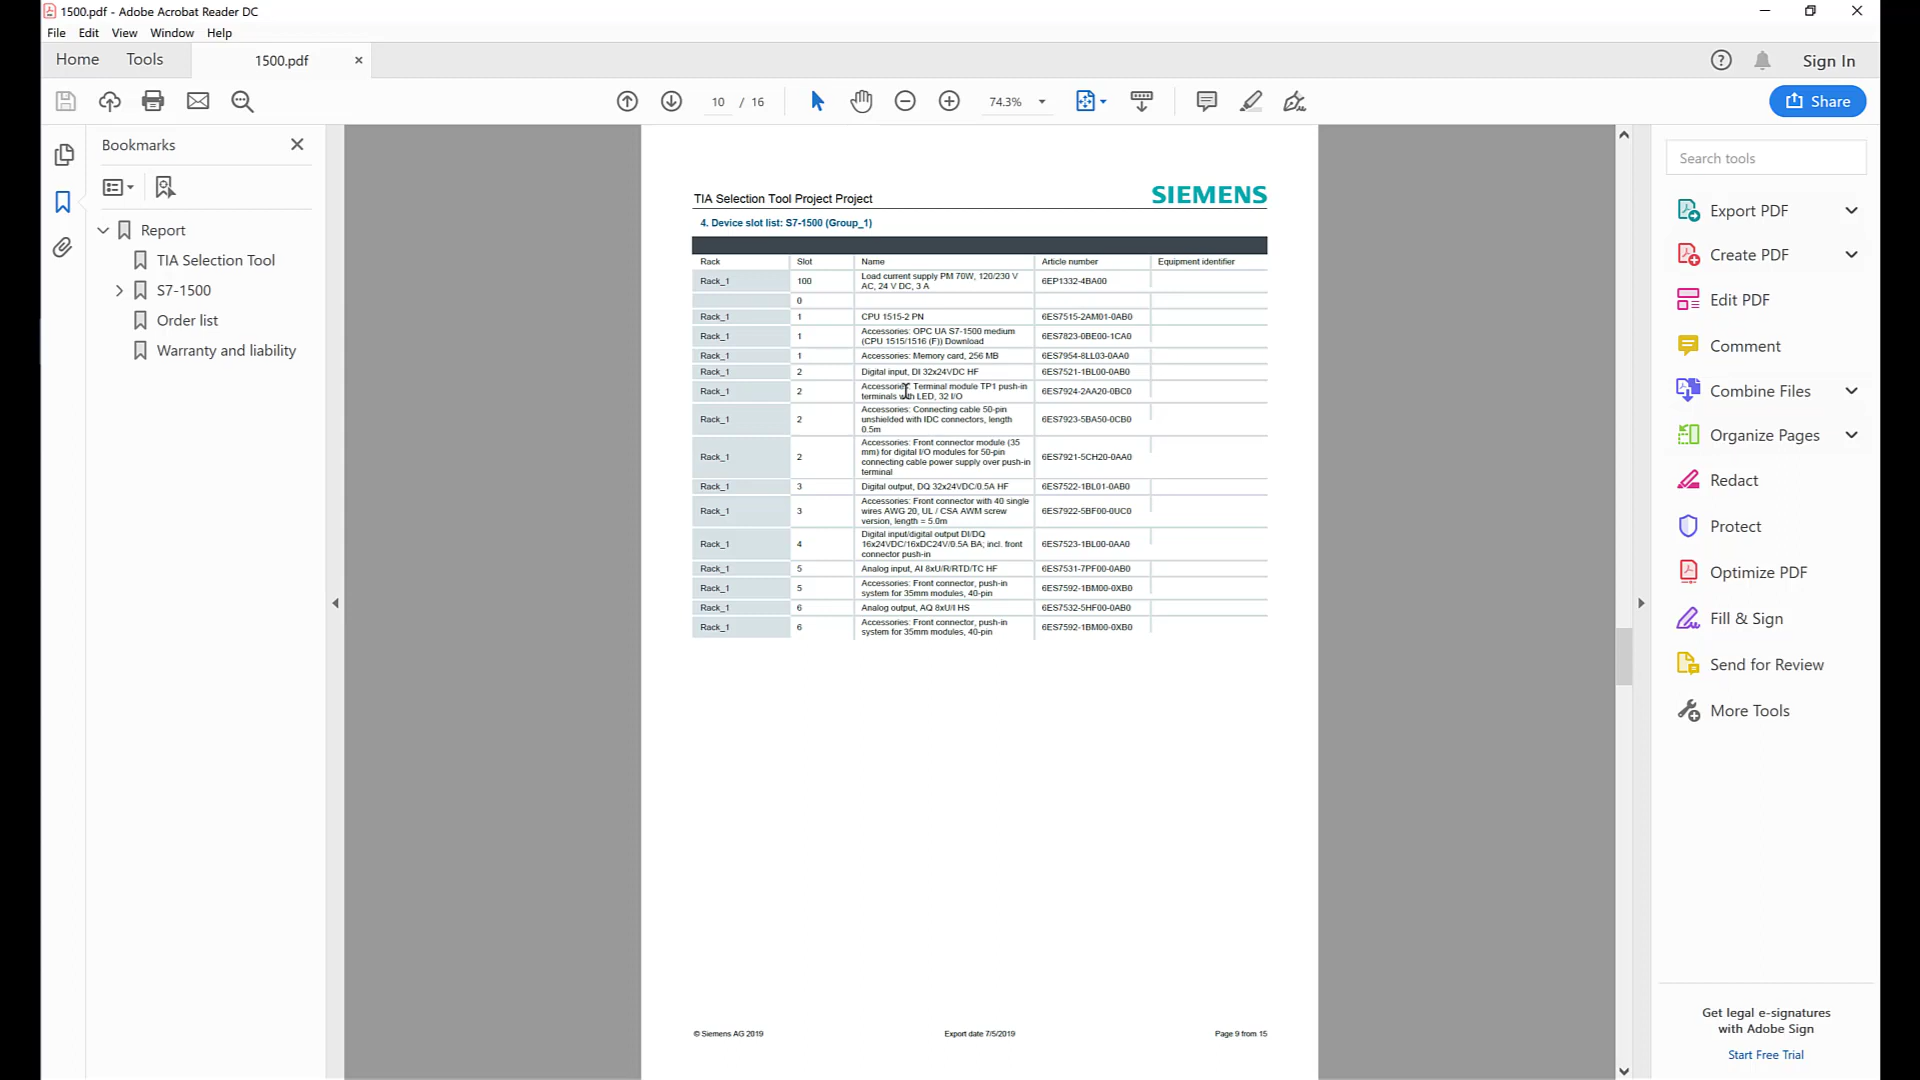 1500.pdf - Adobe Acrobat Reader DC
File Edit View Window Help
Home Tools 1500.pdf × Sign In
10 / 16 74.3% Share
Bookmarks
Report
TIA Selection Tool
S7-1500
Order list
Warranty and liability
TIA Selection Tool Project Project SIEMENS
4. Device slot list: S7-1500 (Group_1)
Rack Slot Name Article number Equipment identifier
Rack_1 100 Load current supply PM 70W, 120/230 V
AC, 24 V DC, 3 A 6EP1332-4BA00
0
Rack_1 1 CPU 1515-2 PN 6ES7515-2AM01-0AB0
Rack_1 1 Accessories: OPC UA S7-1500 medium
(CPU 1515/1516 (F)) Download 6ES7823-0BE00-1CA0
Rack_1 1 Accessories: Memory card, 256 MB 6ES7954-8LL03-0AA0
Rack_1 2 Digital input, DI 32x24VDC HF 6ES7521-1BL00-0AB0
Rack_1 2 Accessories: Terminal module TP1 push-in
terminals with LED, 32 I/O 6ES7924-2AA20-0BC0
Rack_1 2 Accessories: Connecting cable 50-pin
unshielded with IDC connectors, length
0.5m 6ES7923-5BA50-0CB0
Rack_1 2 Accessories: Front connector module (35
mm) for digital I/O modules for 50-pin
connecting cable power supply over push-in
terminal 6ES7921-5CH20-0AA0
Rack_1 3 Digital output, DQ 32x24VDC/0.5A HF 6ES7522-1BL01-0AB0
Rack_1 3 Accessories: Front connector with 40 single
wires AWG 20, UL / CSA AWM screw
version, length = 5.0m 6ES7922-5BF00-0UC0
Rack_1 4 Digital input/digital output DI/DQ
16x24VDC/16xDC24V/0.5A BA; incl. front
connector push-in 6ES7523-1BL00-0AA0
Rack_1 5 Analog input, AI 8xU/R/RTD/TC HF 6ES7531-7PF00-0AB0
Rack_1 5 Accessories: Front connector, push-in
system for 35mm modules, 40-pin 6ES7592-1BM00-0XB0
Rack_1 6 Analog output, AQ 8xU/I HS 6ES7532-5HF00-0AB0
Rack_1 6 Accessories: Front connector, push-in
system for 35mm modules, 40-pin 6ES7592-1BM00-0XB0
© Siemens AG 2019 Export date 7/5/2019 Page 9 from 15
Search tools
Export PDF
Create PDF
Edit PDF
Comment
Combine Files
Organize Pages
Redact
Protect
Optimize PDF
Fill & Sign
Send for Review
More Tools
Get legal e-signatures
with Adobe Sign
Start Free Trial